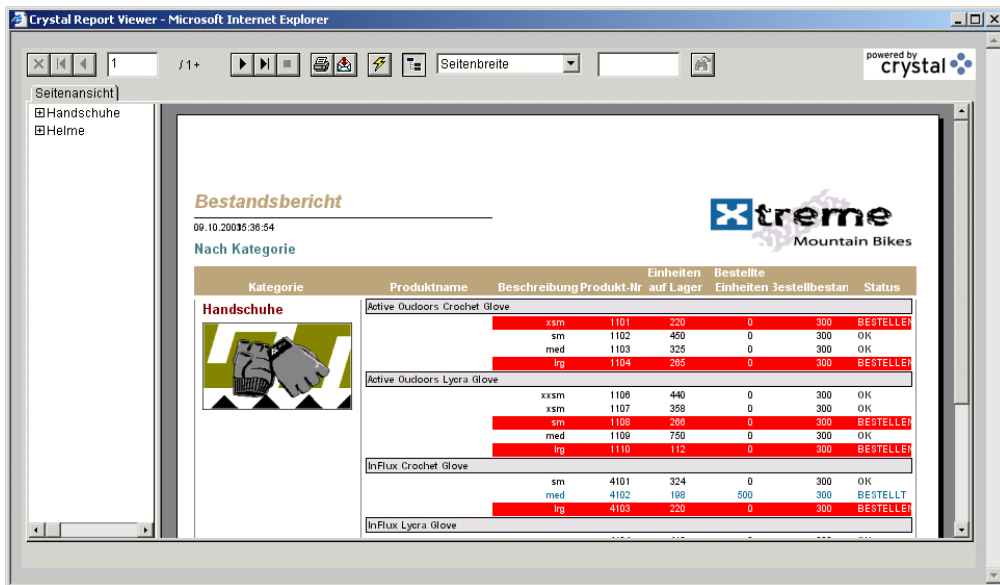 Crystal Report Viewer - Microsoft Internet Explorer
1 / 1+ Seitenbreite
powered by crystal
Seitenansicht
Handschuhe
Helme
Bestandsbericht
Xtreme
Mountain Bikes
Nach Kategorie
Kategorie Produktname Beschreibung Produkt-Nr Einheiten auf Lager Bestellte Einheiten Status
Handschuhe
Active Oudoors Crochet Glove
xsm 1101 220 0 300 BESTELLEN
sm 1102 450 0 300 OK
med 1103 325 0 300 OK
lrg 1104 265 0 300 BESTELLEN
Active Oudoors Lycra Glove
xxsm 1106 440 0 300 OK
xsm 1107 358 0 300 OK
sm 1108 266 0 300 BESTELLEN
med 1109 750 0 300 OK
lrg 1110 112 0 300 BESTELLEN
InFlux Crochet Glove
sm 4101 324 0 300 OK
med 4102 198 500 300 BESTELLT
lrg 4103 220 0 300 BESTELLEN
InFlux Lycra Glove